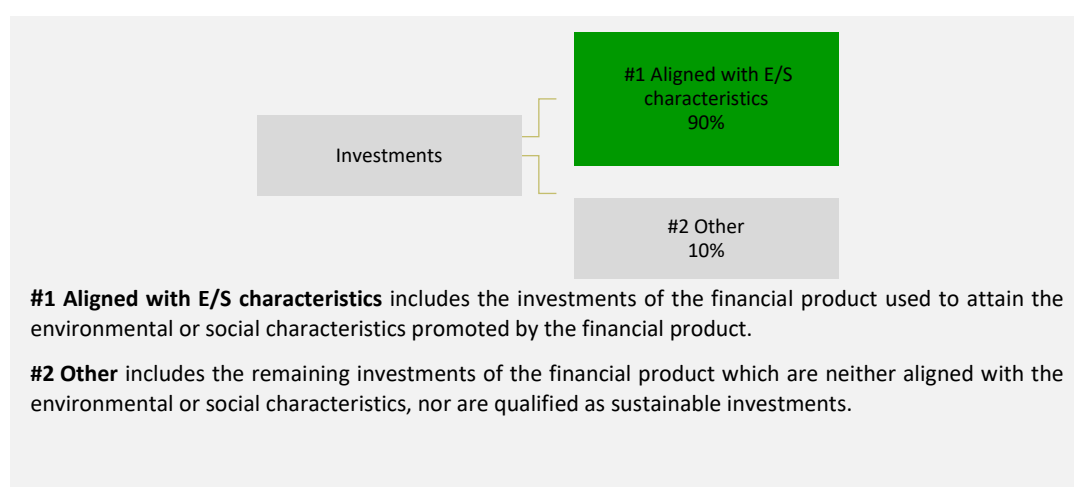 #1 Aligned with E/S
characteristics
90%
Investments
#2 Other
10%
#1 Aligned with E/S characteristics includes the investments of the financial product used to attain the
environmental or social characteristics promoted by the financial product.
#2 Other includes the remaining investments of the financial product which are neither aligned with the
environmental or social characteristics, nor are qualified as sustainable investments.